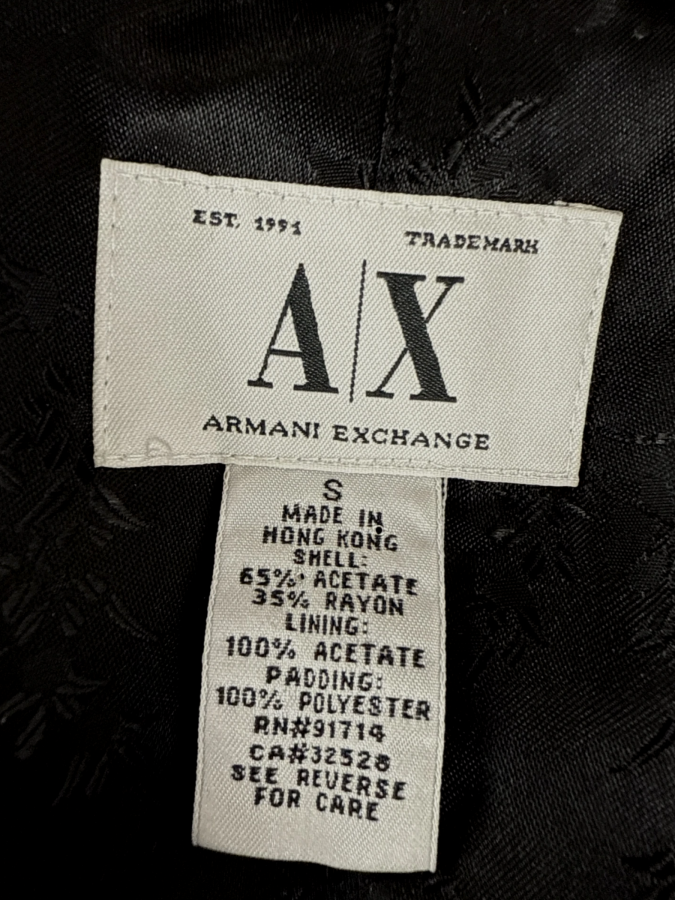 EST. 1991 TRADEMARK
A|X
ARMANI EXCHANGE
S
MADE IN
HONG KONG
SHELL:
65% ACETATE
35% RAYON
LINING:
100% ACETATE
PADDING:
100% POLYESTER
RN#91714
CA#32528
SEE REVERSE
FOR CARE